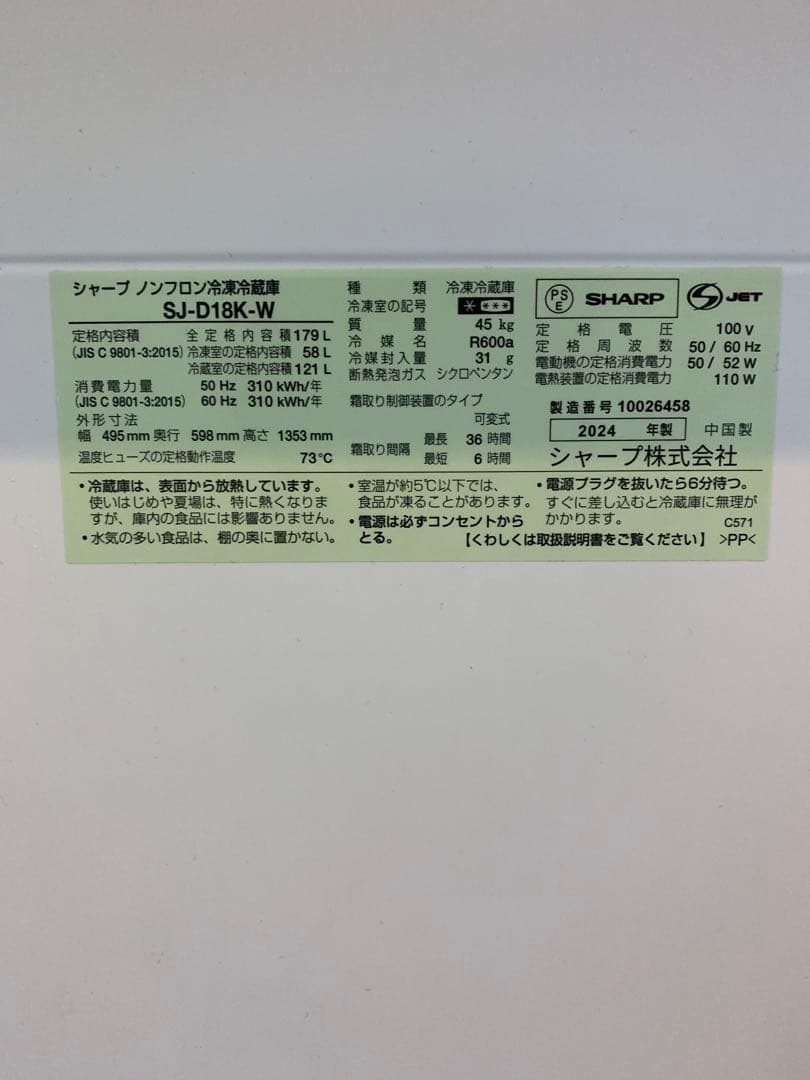 シャープ ノンフロン冷凍冷蔵庫
SJ-D18K-W
定格内容積 全定格内容積 179 L
(JIS C 9801-3:2015) 冷凍室の定格内容積 58 L
冷蔵室の定格内容積 121 L
消費電力量 50 Hz 310 kWh/年
(JIS C 9801-3:2015) 60 Hz 310 kWh/年
外形寸法
幅 495 mm 奥行 598 mm 高さ 1353 mm
温度ヒューズの定格動作温度 73℃
種類 冷凍冷蔵庫
冷凍室の記号 * ***
質量 45 kg
冷媒名 R600a
冷媒封入量 31 g
断熱発泡ガス シクロペンタン
霜取り制御装置のタイプ
可変式
霜取り間隔 最長 36 時間
最短 6 時間
PSE SHARP S JET
定格電圧 100 V
定格周波数 50 / 60 Hz
電動機の定格消費電力 50 / 52 W
電熱装置の定格消費電力 110 W
製造番号 10026458
2024 年製 中国製
シャープ株式会社
・冷蔵庫は、表面から放熱しています。
使いはじめや夏場は、特に熱くなりま
すが、庫内の食品には影響ありません。
・水気の多い食品は、棚の奥に置かない。
・室温が約5℃以下では、
食品が凍ることがあります。
・電源は必ずコンセントから
とる。
・電源プラグを抜いたら6分待つ。
すぐに差し込むと冷蔵庫に無理が
かかります。 C571
【くわしくは取扱説明書をご覧ください】 >PP<